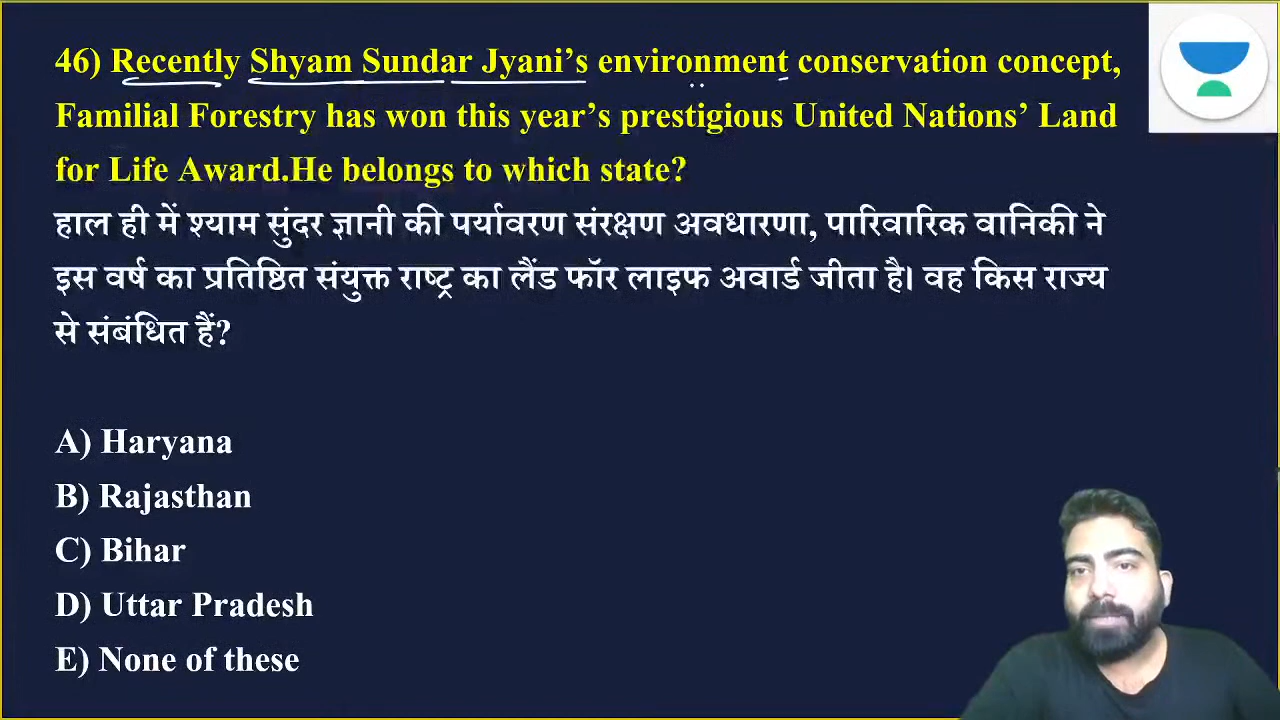 46) Recently Shyam Sundar Jyani’s environment conservation concept,
Familial Forestry has won this year’s prestigious United Nations’ Land
for Life Award.He belongs to which state?
हाल ही में श्याम सुंदर ज्ञानी की पर्यावरण संरक्षण अवधारणा, पारिवारिक वानिकी ने
इस वर्ष का प्रतिष्ठित संयुक्त राष्ट्र का लैंड फॉर लाइफ अवार्ड जीता है। वह किस राज्य
से संबंधित हैं?
A) Haryana
B) Rajasthan
C) Bihar
D) Uttar Pradesh
E) None of these